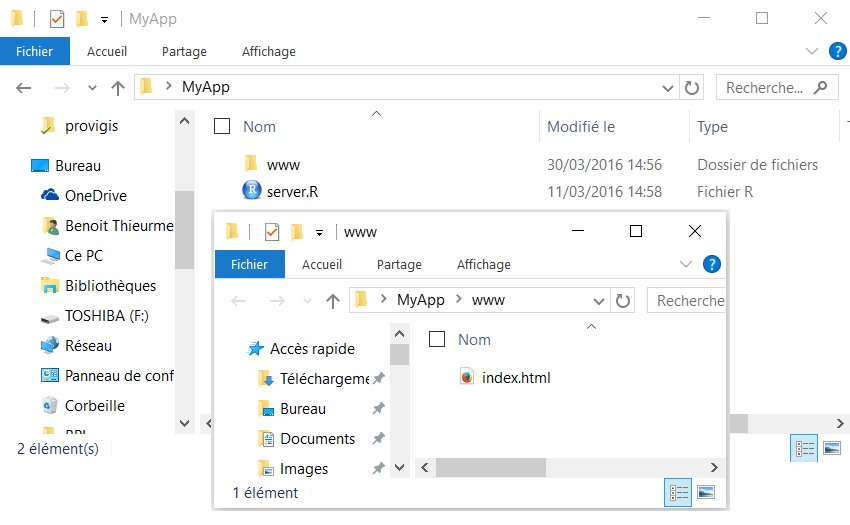 MyApp
Fichier Accueil Partage Affichage
MyApp Recherche...
provigis
Bureau
OneDrive
Benoit Thieurme
Ce PC
Bibliothèques
TOSHIBA (F:)
Réseau
Panneau de conf
Corbeille
2 élément(s)
Nom Modifié le Type
www 30/03/2016 14:56 Dossier de fichiers
server.R 11/03/2016 14:58 Fichier R
www
Fichier Accueil Partage Affichage
MyApp www Recherche
Accès rapide
Téléchargeme
Bureau
Documents
Images
Nom
index.html
1 élément